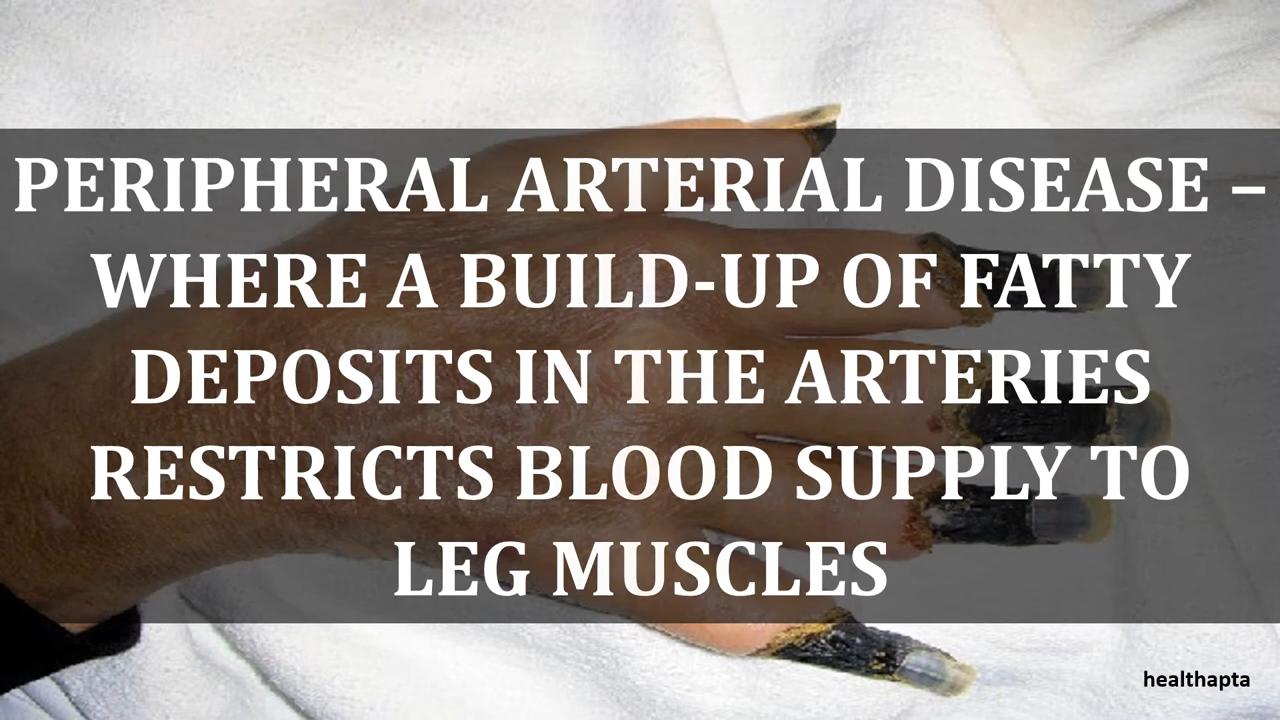 PERIPHERAL ARTERIAL DISEASE –
WHERE A BUILD-UP OF FATTY
DEPOSITS IN THE ARTERIES
RESTRICTS BLOOD SUPPLY TO
LEG MUSCLES
healthapta